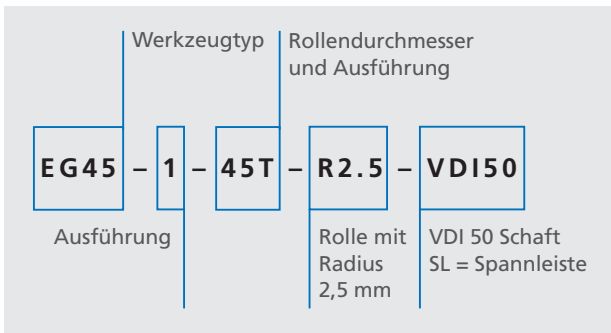 Werkzeugtyp
Rollendurchmesser
und Ausführung
EG45 – 1 – 45T – R2.5 – VDI50
Ausführung
Rolle mit
Radius
2,5 mm
VDI 50 Schaft
SL = Spannleiste